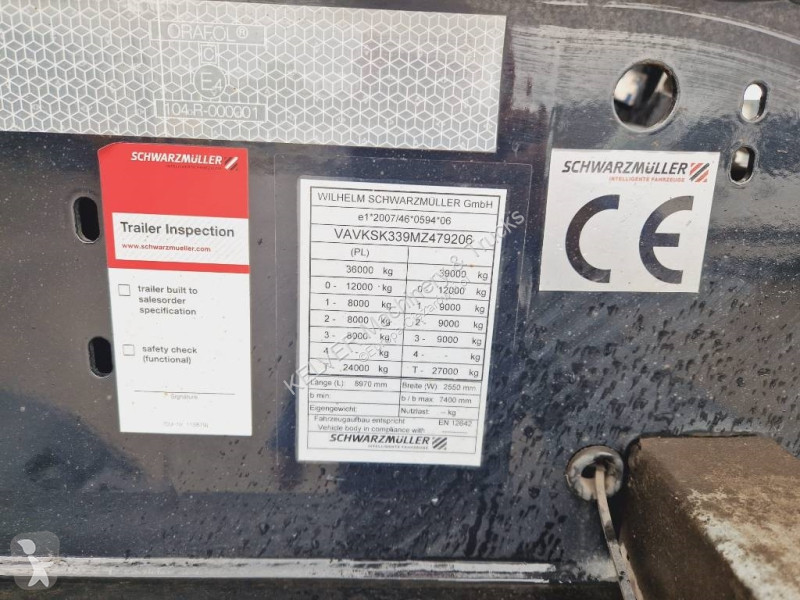 ORAFOL®
C
E4
104-R-000001
SCHWARZMÜLLER
Trailer Inspection
www.schwarzmueller.com
trailer built to
salesorder
specification
safety check
(functional)
Signature
WILHELM SCHWARZMÜLLER GmbH
e1*2007/46*0594*06
VAVKSK339MZ479206
(PL)
36000 kg 39000 kg
0 - 12000 kg 12000 kg
1 - 8000 kg 1 - 9000 kg
2 - 8000 kg 2 - 9000 kg
3 - 8000 kg 3 - 9000 kg
4 - kg 4 - kg
24000 kg T - 27000 kg
Länge (L): 8970 mm Breite (W): 2550 mm
b min: b / b max: 7400 mm
Eigengewicht: Nutzlast: -- kg
Fahrzeugaufbau entspricht EN 12642
Vehicle body in compliance with
SCHWARZMÜLLER
INTELLIGENTE FAHRZEUGE
SCHWARZMÜLLER
INTELLIGENTE FAHRZEUGE
CE